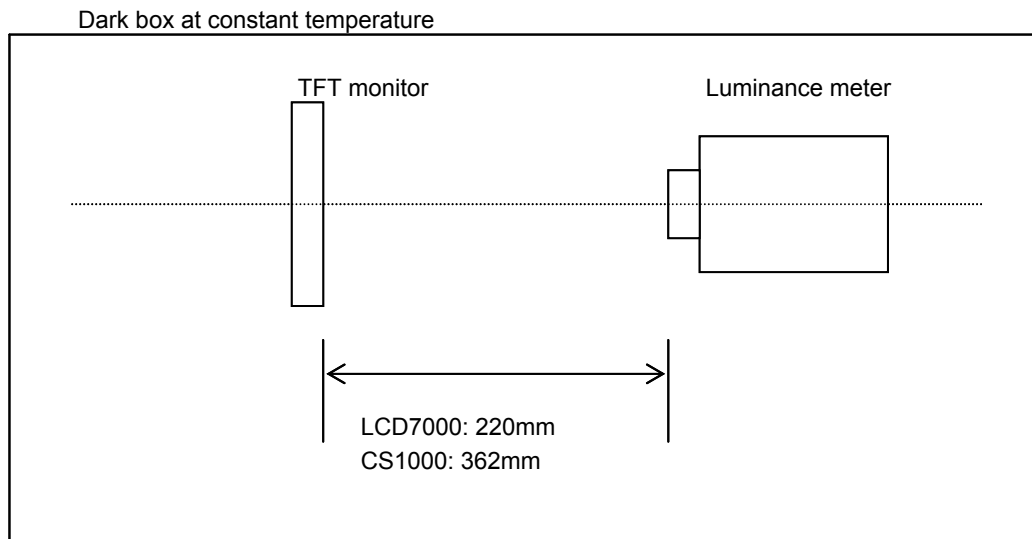 Dark box at constant temperature
TFT monitor
Luminance meter
LCD7000: 220mm
CS1000: 362mm